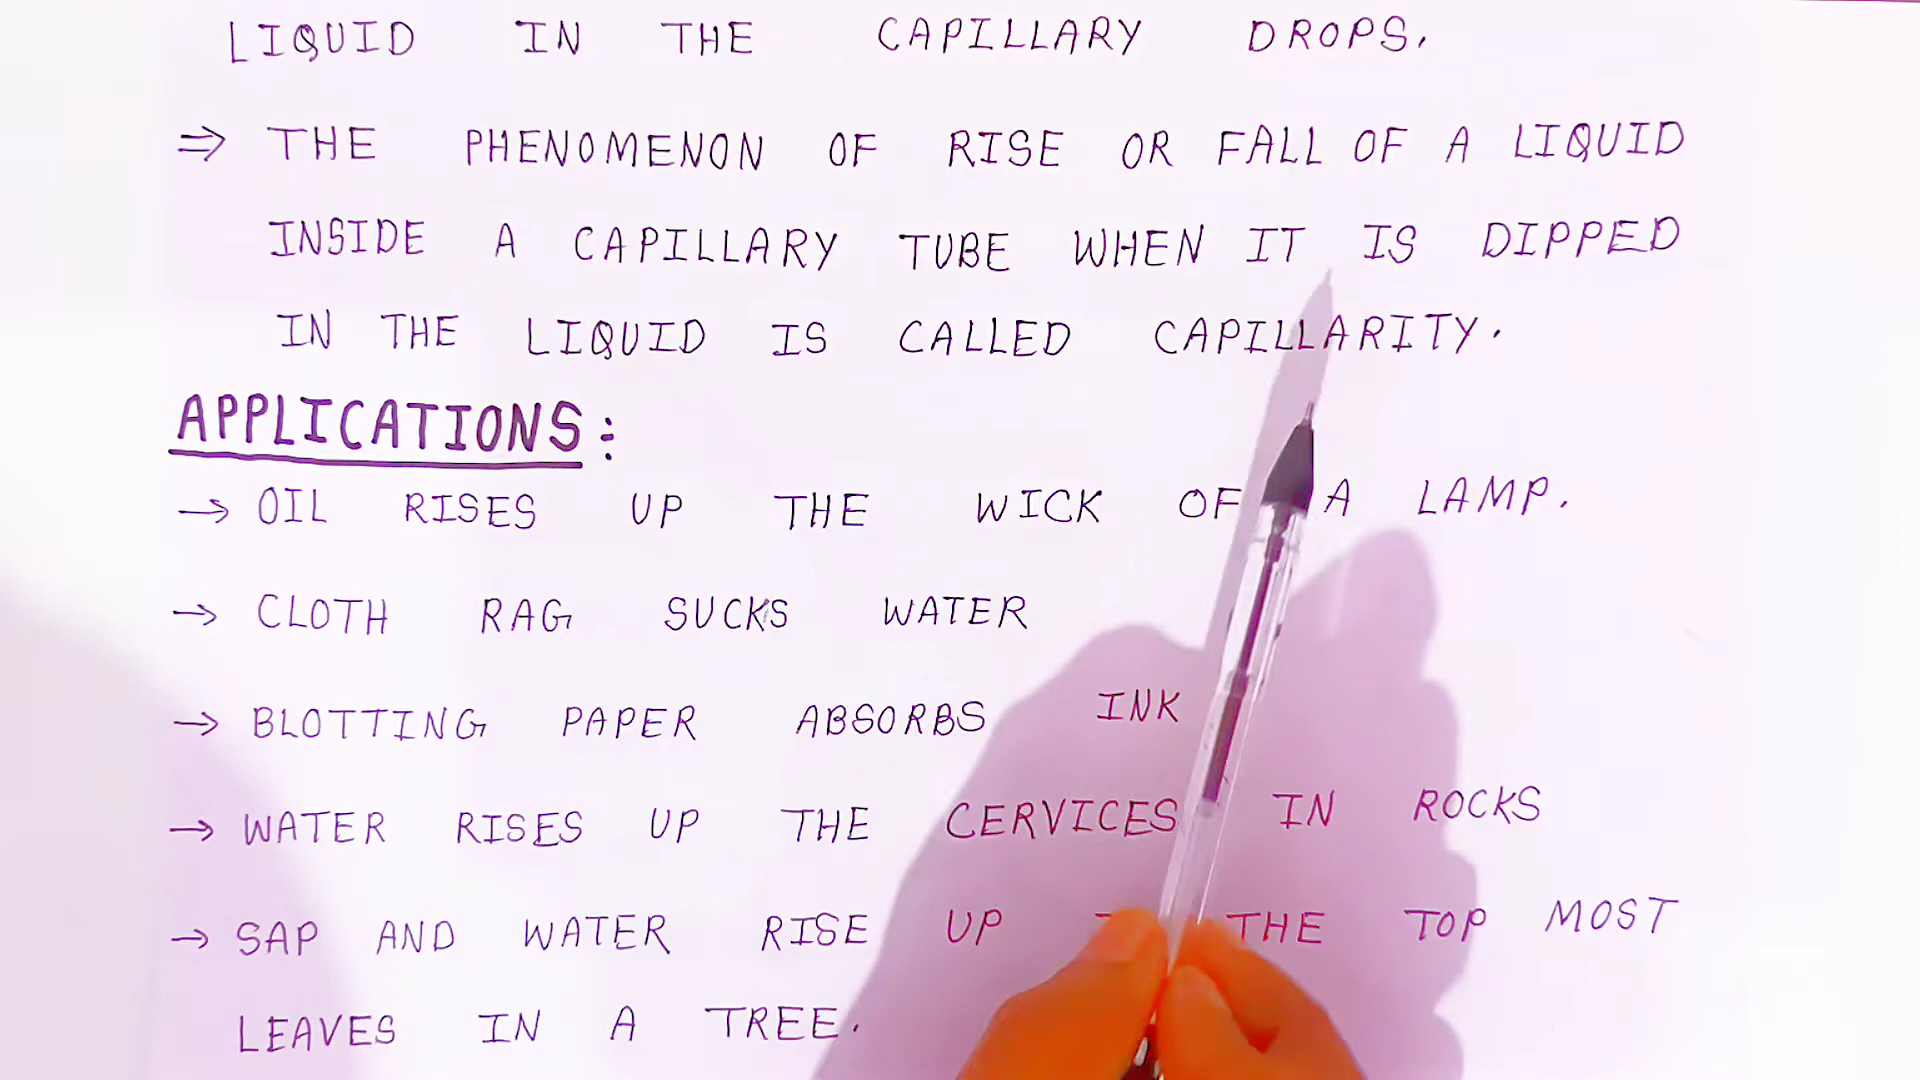 LIQUID IN THE CAPILLARY DROPS.
⇒ THE PHENOMENON OF RISE OR FALL OF A LIQUID
INSIDE A CAPILLARY TUBE WHEN IT IS DIPPED
IN THE LIQUID IS CALLED CAPILLARITY.
APPLICATIONS:
→ OIL RISES UP THE WICK OF A LAMP.
→ CLOTH RAG SUCKS WATER
→ BLOTTING PAPER ABSORBS INK
→ WATER RISES UP THE CERVICES IN ROCKS
→ SAP AND WATER RISE UP THE TOP MOST
LEAVES IN A TREE.